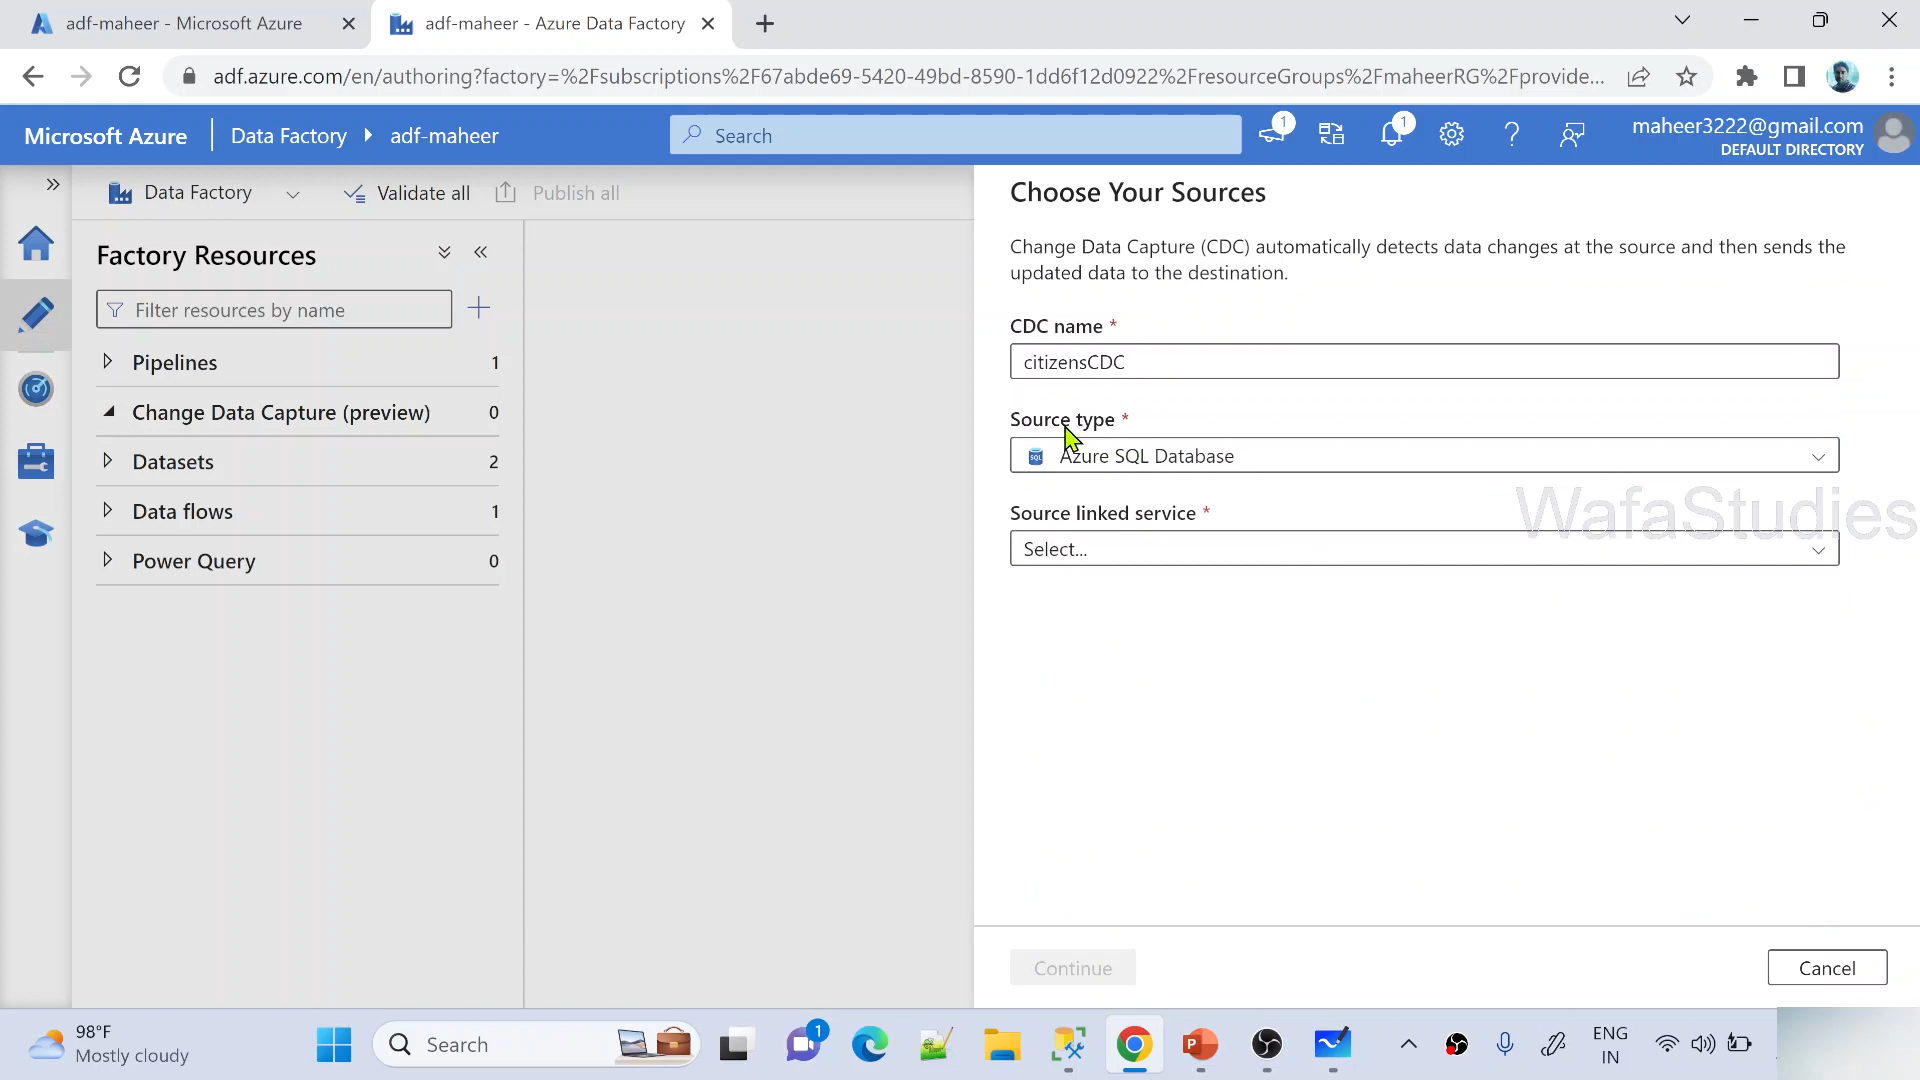 adf-maheer - Microsoft Azure
adf-maheer - Azure Data Factory
adf.azure.com/en/authoring?factory=%2Fsubscriptions%2F67abde69-5420-49bd-8590-1dd6f12d0922%2FresourceGroups%2FmaheerRG%2Fprovide...
Microsoft Azure
Data Factory
adf-maheer
Search
1
1
maheer3222@gmail.com
DEFAULT DIRECTORY
Data Factory
Validate all
Publish all
Factory Resources
Filter resources by name
Pipelines 1
Change Data Capture (preview) 0
Datasets 2
Data flows 1
Power Query 0
Choose Your Sources
Change Data Capture (CDC) automatically detects data changes at the source and then sends the
updated data to the destination.
CDC name *
citizensCDC
Source type *
SQL
Azure SQL Database
Source linked service *
Select...
WafaStudies
Continue
Cancel
98°F
Mostly cloudy
Search
1
P
ENG
IN